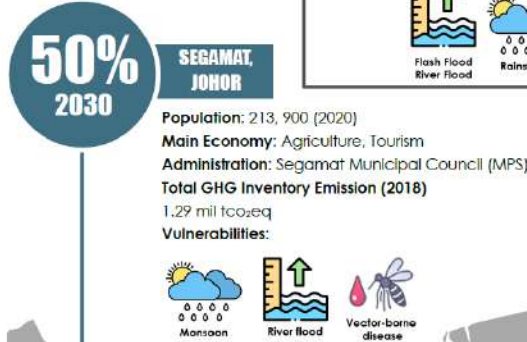 50%
2030
SEGAMAT,
JOHOR
Flash Flood
River Flood
Population: 213, 900 (2020)
Main Economy: Agriculture, Tourism
Administration: Segamat Municipal Council (MPS)
Total GHG Inventory Emission (2018)
1.29 mil tco₂eq
Vulnerabilities:
Monsoon
River flood
Vector-borne
disease